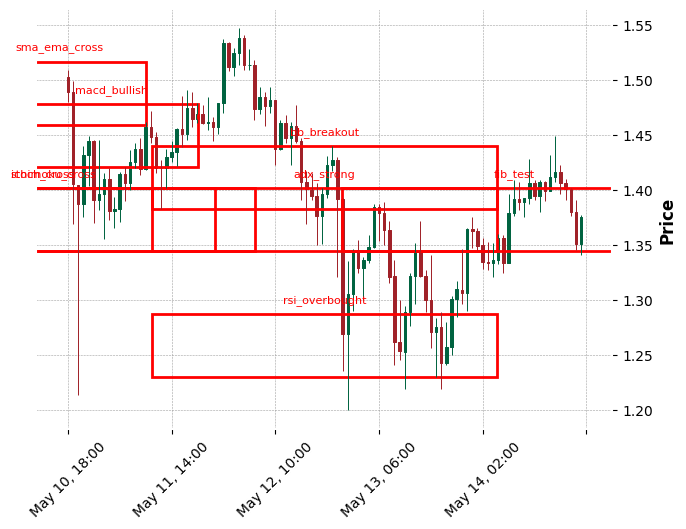 sma_ema_cross
macd_bullish
fib_breakout
adx_strong
fib_test
rsi_overbought
1.55
1.50
1.45
1.40
1.35
1.30
1.25
1.20
Price
May 10, 18:00
May 11, 14:00
May 12, 10:00
May 13, 06:00
May 14, 02:00